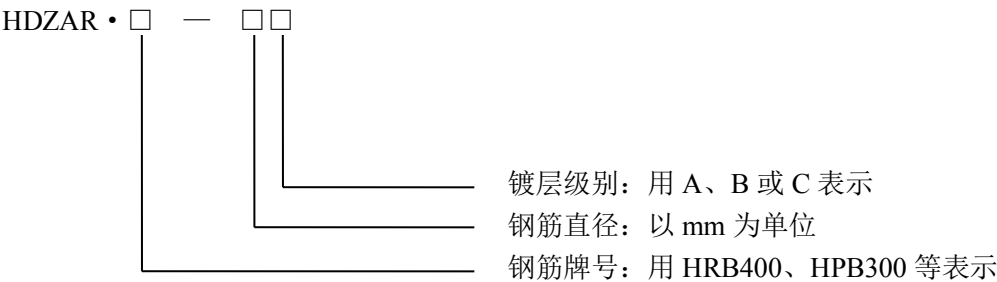 HDZAR·□ — □□
镀层级别：用 A、B 或 C 表示
钢筋直径：以 mm 为单位
钢筋牌号：用 HRB400、HPB300 等表示